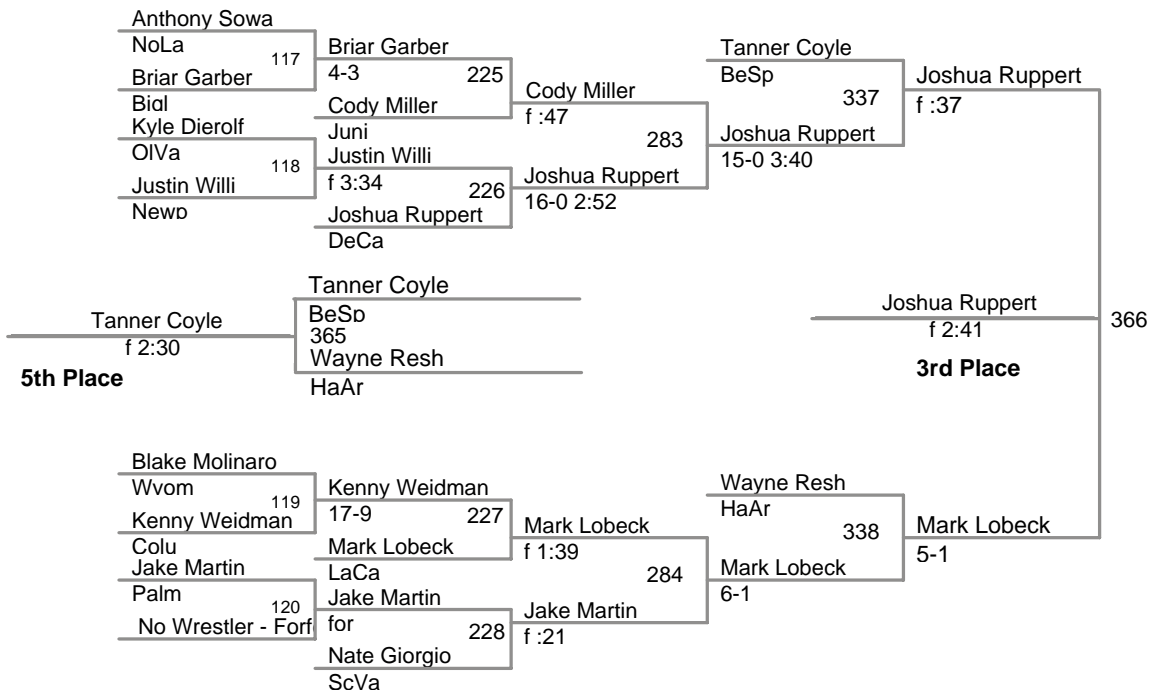 Anthony Sowa
NoLa
117
Briar Garber
Bigl
Briar Garber
4-3
225
Cody Miller
Juni
Kyle Dierolf
OlVa
118
Justin Willi
Newp
Justin Willi
f 3:34
226
Joshua Ruppert
DeCa
Cody Miller
f :47
283
Joshua Ruppert
16-0 2:52
Tanner Coyle
BeSp
337
Joshua Ruppert
15-0 3:40
Joshua Ruppert
f :37
Tanner Coyle
BeSp
365
Wayne Resh
HaAr
Tanner Coyle
f 2:30
5th Place
Joshua Ruppert
f 2:41
366
3rd Place
Blake Molinaro
Wyom
119
Kenny Weidman
Colu
Kenny Weidman
17-9
227
Mark Lobeck
LaCa
Jake Martin
Palm
120
No Wrestler - Forf
Jake Martin
for
228
Nate Giorgio
ScVa
Mark Lobeck
f 1:39
284
Jake Martin
f :21
Wayne Resh
HaAr
338
Mark Lobeck
6-1
Mark Lobeck
5-1